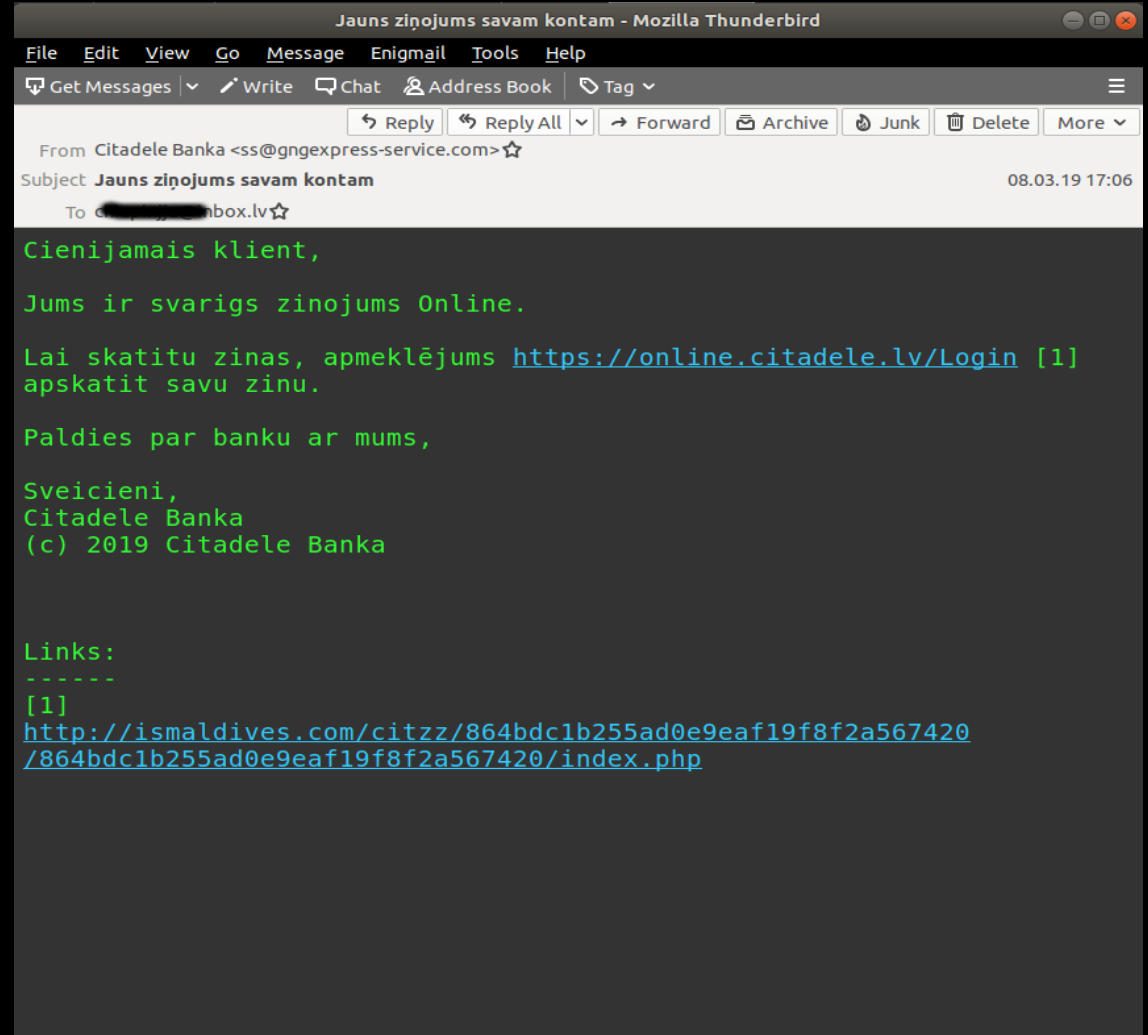 Jauns ziņojums savam kontam - Mozilla Thunderbird
File Edit View Go Message Enigmail Tools Help
Get Messages Write Chat Address Book Tag
Reply Reply All Forward Archive Junk Delete More
From Citadele Banka <ss@gngexpress-service.com>
Subject Jauns ziņojums savam kontam 08.03.19 17:06
To box.lv
Cienijamais klient,
Jums ir svarigs zinojums Online.
Lai skatitu zinas, apmeklējums https://online.citadele.lv/Login [1]
apskatit savu zinu.
Paldies par banku ar mums,
Sveicieni,
Citadele Banka
(c) 2019 Citadele Banka
Links:
------
[1]
http://ismaldives.com/citzz/864bdc1b255ad0e9eaf19f8f2a567420
/864bdc1b255ad0e9eaf19f8f2a567420/index.php